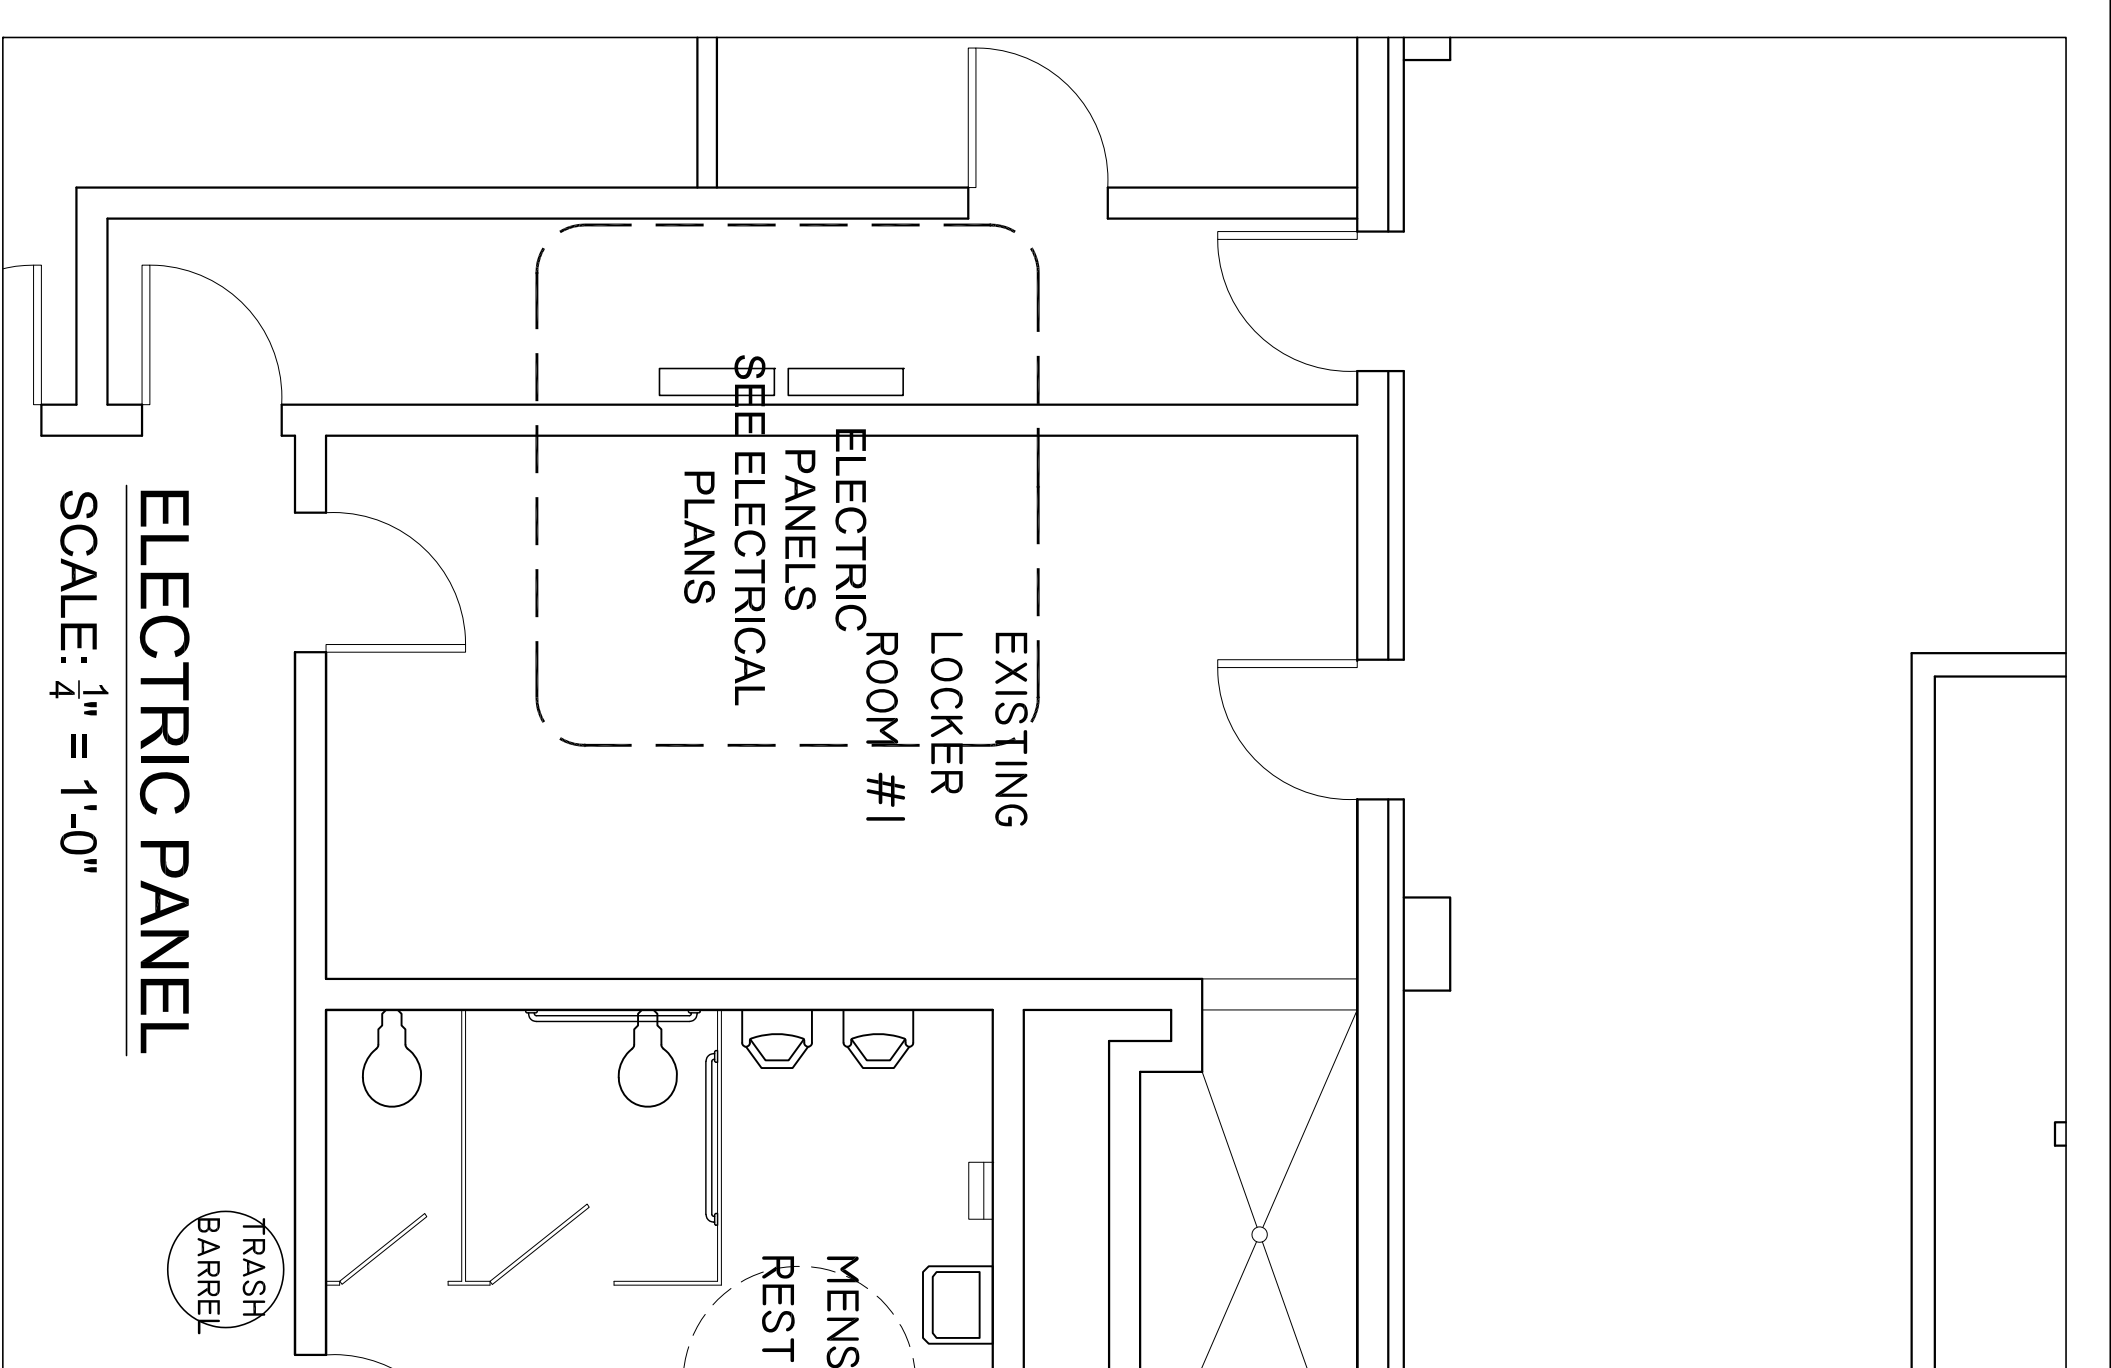 EXISTING
LOCKER
ROOM #1
ELECTRIC
PANELS
SEE ELECTRICAL
PLANS
ELECTRIC PANEL
SCALE: 1/4" = 1'-0"
TRASH
BARREL
MENS
REST